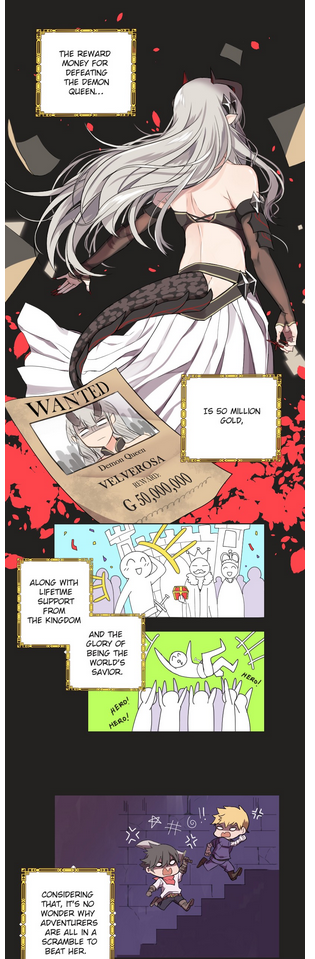 THE REWARD
MONEY FOR
DEFEATING
THE DEMON
QUEEN...
IS 50 MILLION
GOLD,
WANTED
Demon Queen
VELVEROSA
REWARD:
G 50,000,000
ALONG WITH
LIFETIME
SUPPORT
FROM
THE KINGDOM
AND THE
GLORY OF
BEING THE
WORLD'S
SAVIOR.
HERO!
HERO!
HERO!
CONSIDERING
THAT, IT'S NO
WONDER WHY
ADVENTURERS
ARE ALL IN A
SCRAMBLE TO
BEAT HER.